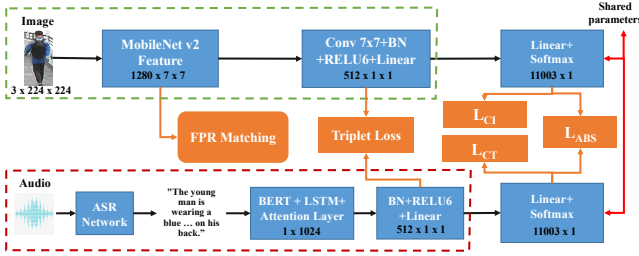 Shared
parameters
Image
MobileNet v2
Feature
1280 x 7 x 7
Conv 7x7+BN
+RELU6+Linear
512 x 1 x 1
Linear+
Softmax
11003 x 1
3 x 224 x 224
FPR Matching
Triplet Loss
LCI
LCT
LABS
Audio
ASR
Network
"The young
man is
wearing a
blue ... on his
back."
BERT + LSTM+
Attention Layer
1 x 1024
BN+RELU6
+Linear
512 x 1 x 1
Linear+
Softmax
11003 x 1